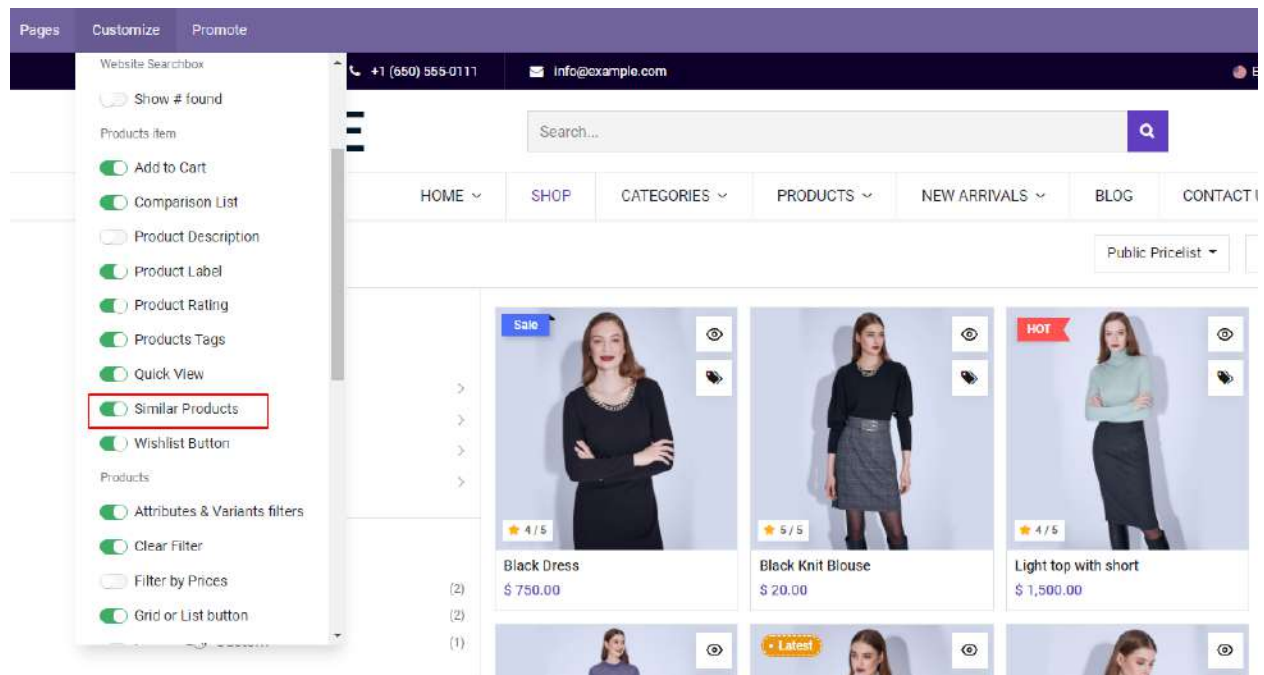 Pages Customize Promote
Website Searchbox
+1 (650) 555-0111 info@example.com
Show # found
Products item
Search...
Add to Cart
Comparison List
HOME SHOP CATEGORIES PRODUCTS NEW ARRIVALS BLOG CONTACT
Product Description
Public Pricelist
Product Label
Product Rating
Products Tags
Quick View
Similar Products
Wishlist Button
Products
Attributes & Variants filters
Clear Filter
Filter by Prices
Grid or List button
(2)
(2)
(1)
Sale
HOT
4/5
5/5
4/5
Black Dress
Black Knit Blouse
Light top with short
$ 750.00
$ 20.00
$ 1,500.00
Latest